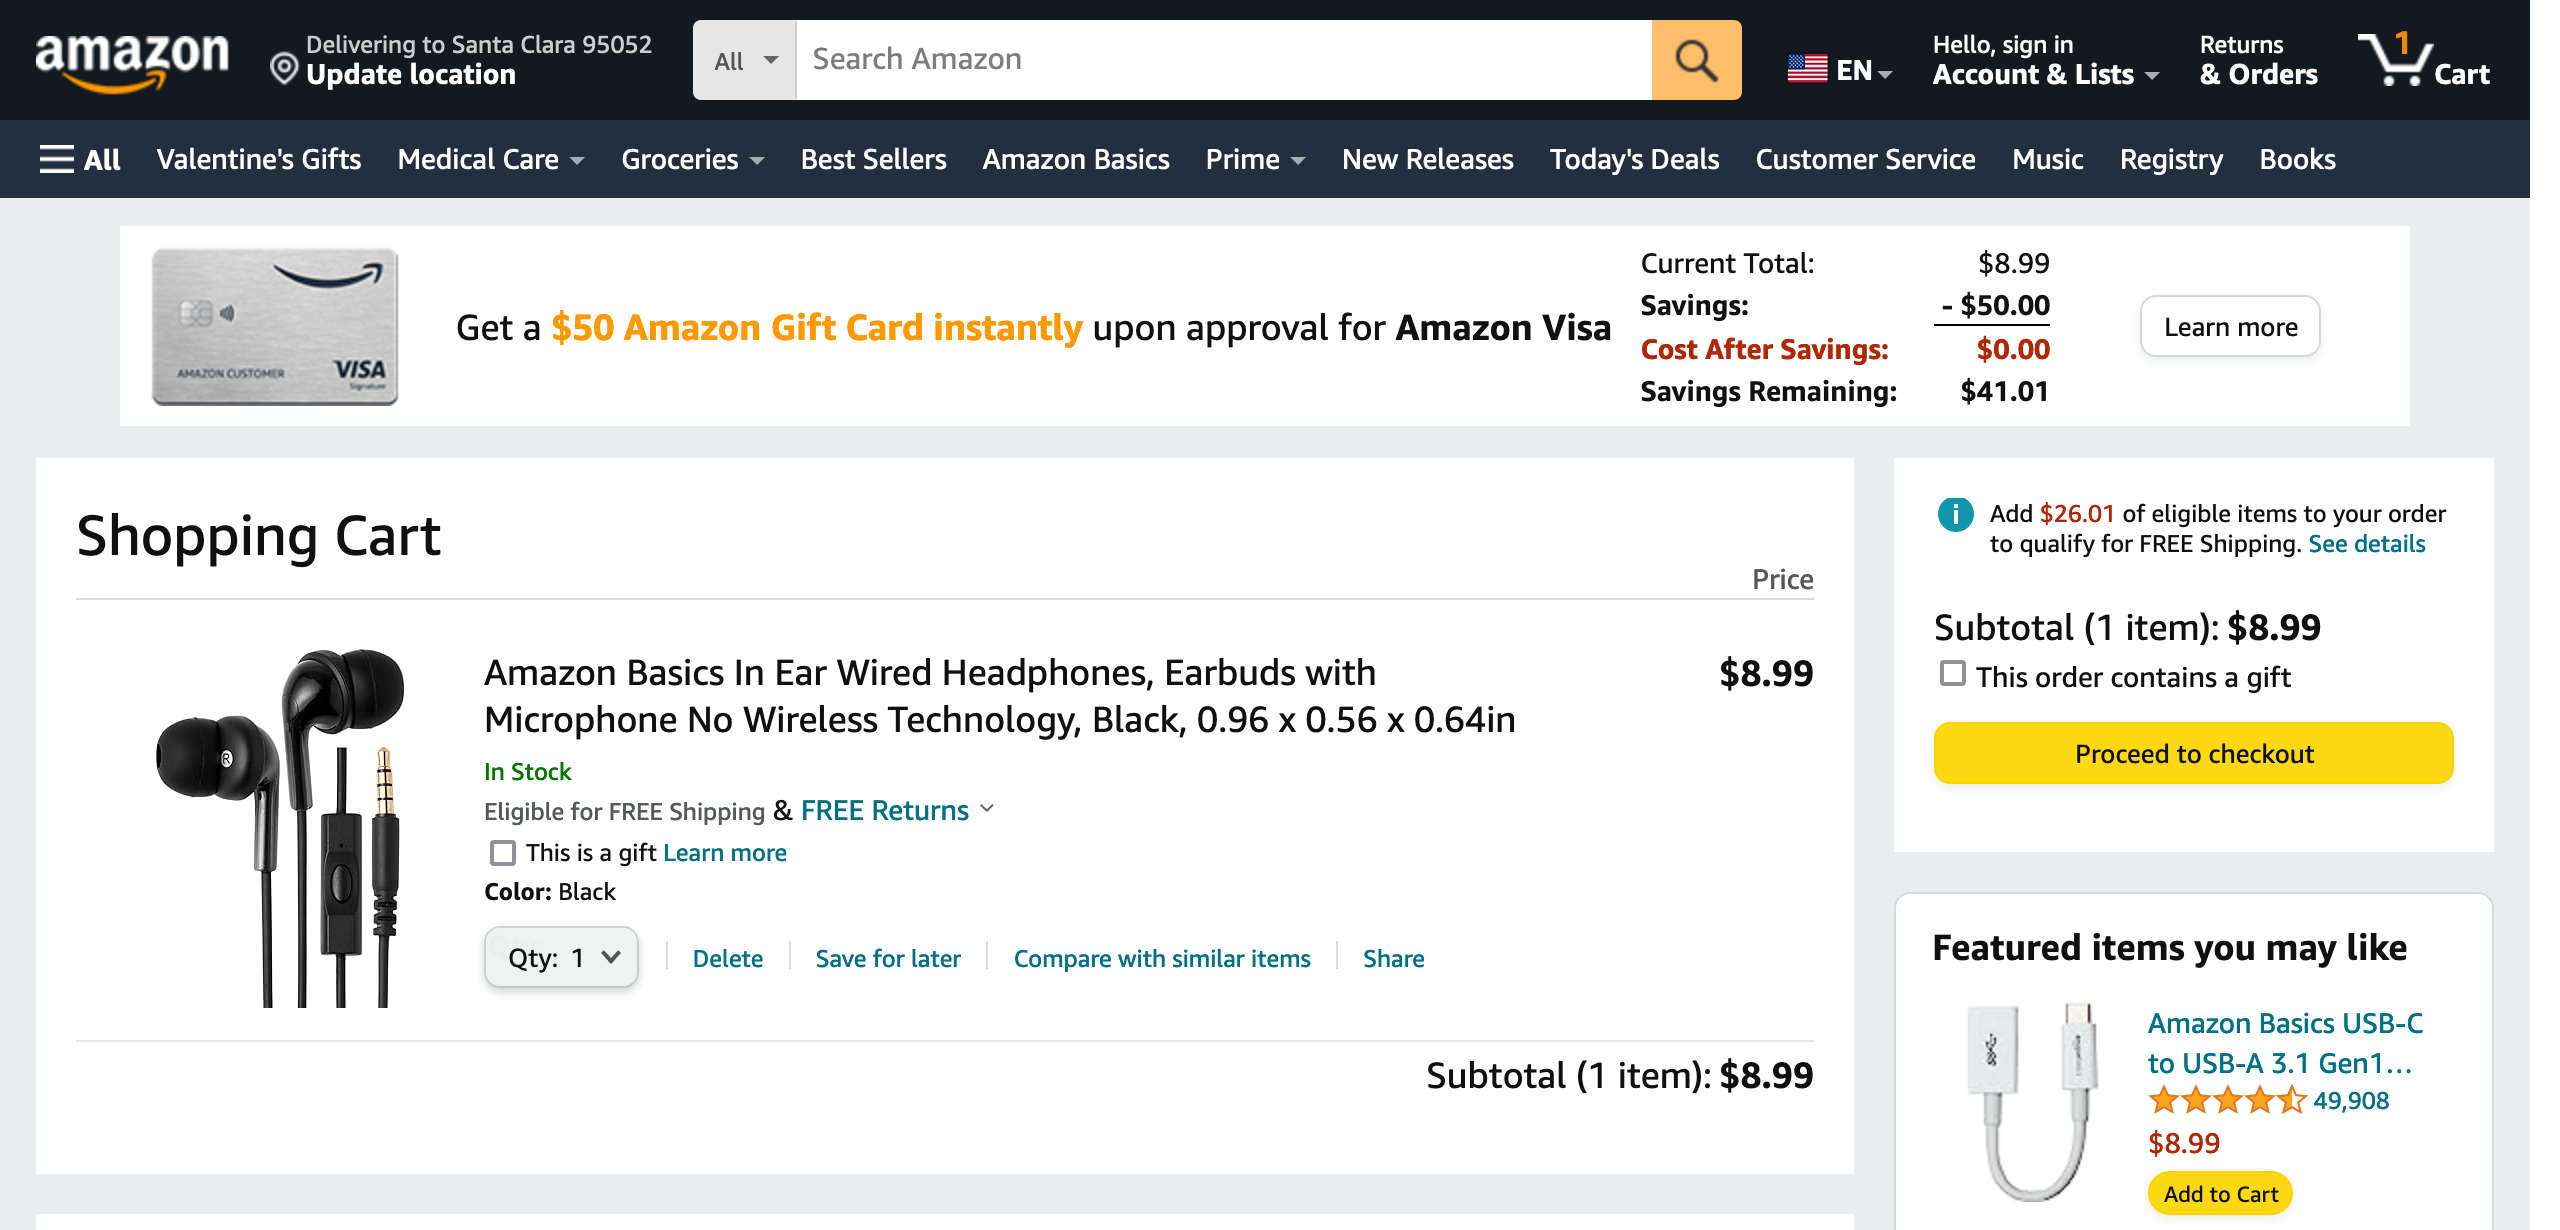 amazon
Delivering to Santa Clara 95052
Update location
All
Search Amazon
EN
Hello, sign in
Account & Lists
Returns
& Orders
1
Cart
All
Valentine's Gifts
Medical Care
Groceries
Best Sellers
Amazon Basics
Prime
New Releases
Today's Deals
Customer Service
Music
Registry
Books
AMAZON CUSTOMER
VISA
Signature
Get a $50 Amazon Gift Card instantly upon approval for Amazon Visa
Current Total: $8.99
Savings: - $50.00
Cost After Savings: $0.00
Savings Remaining: $41.01
Learn more
Shopping Cart
Price
Amazon Basics In Ear Wired Headphones, Earbuds with
Microphone No Wireless Technology, Black, 0.96 x 0.56 x 0.64in
$8.99
In Stock
Eligible for FREE Shipping & FREE Returns
This is a gift Learn more
Color: Black
Qty: 1
Delete
Save for later
Compare with similar items
Share
Subtotal (1 item): $8.99
R
Add $26.01 of eligible items to your order
to qualify for FREE Shipping. See details
Subtotal (1 item): $8.99
This order contains a gift
Proceed to checkout
Featured items you may like
Amazon Basics USB-C
to USB-A 3.1 Gen1...
49,908
$8.99
Add to Cart